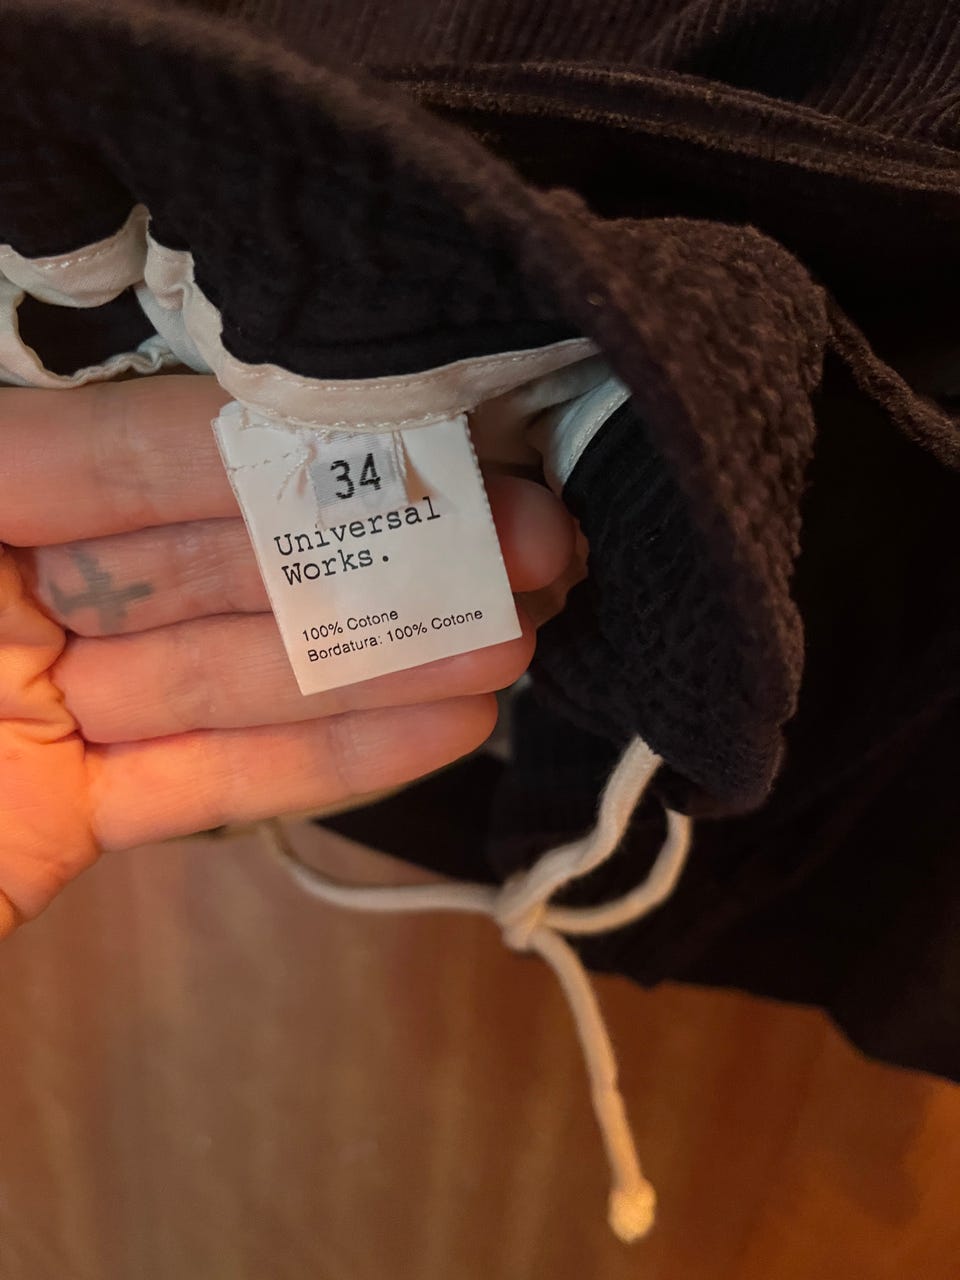 34
Universal
Works.
100% Cotone
Bordatura: 100% Cotone